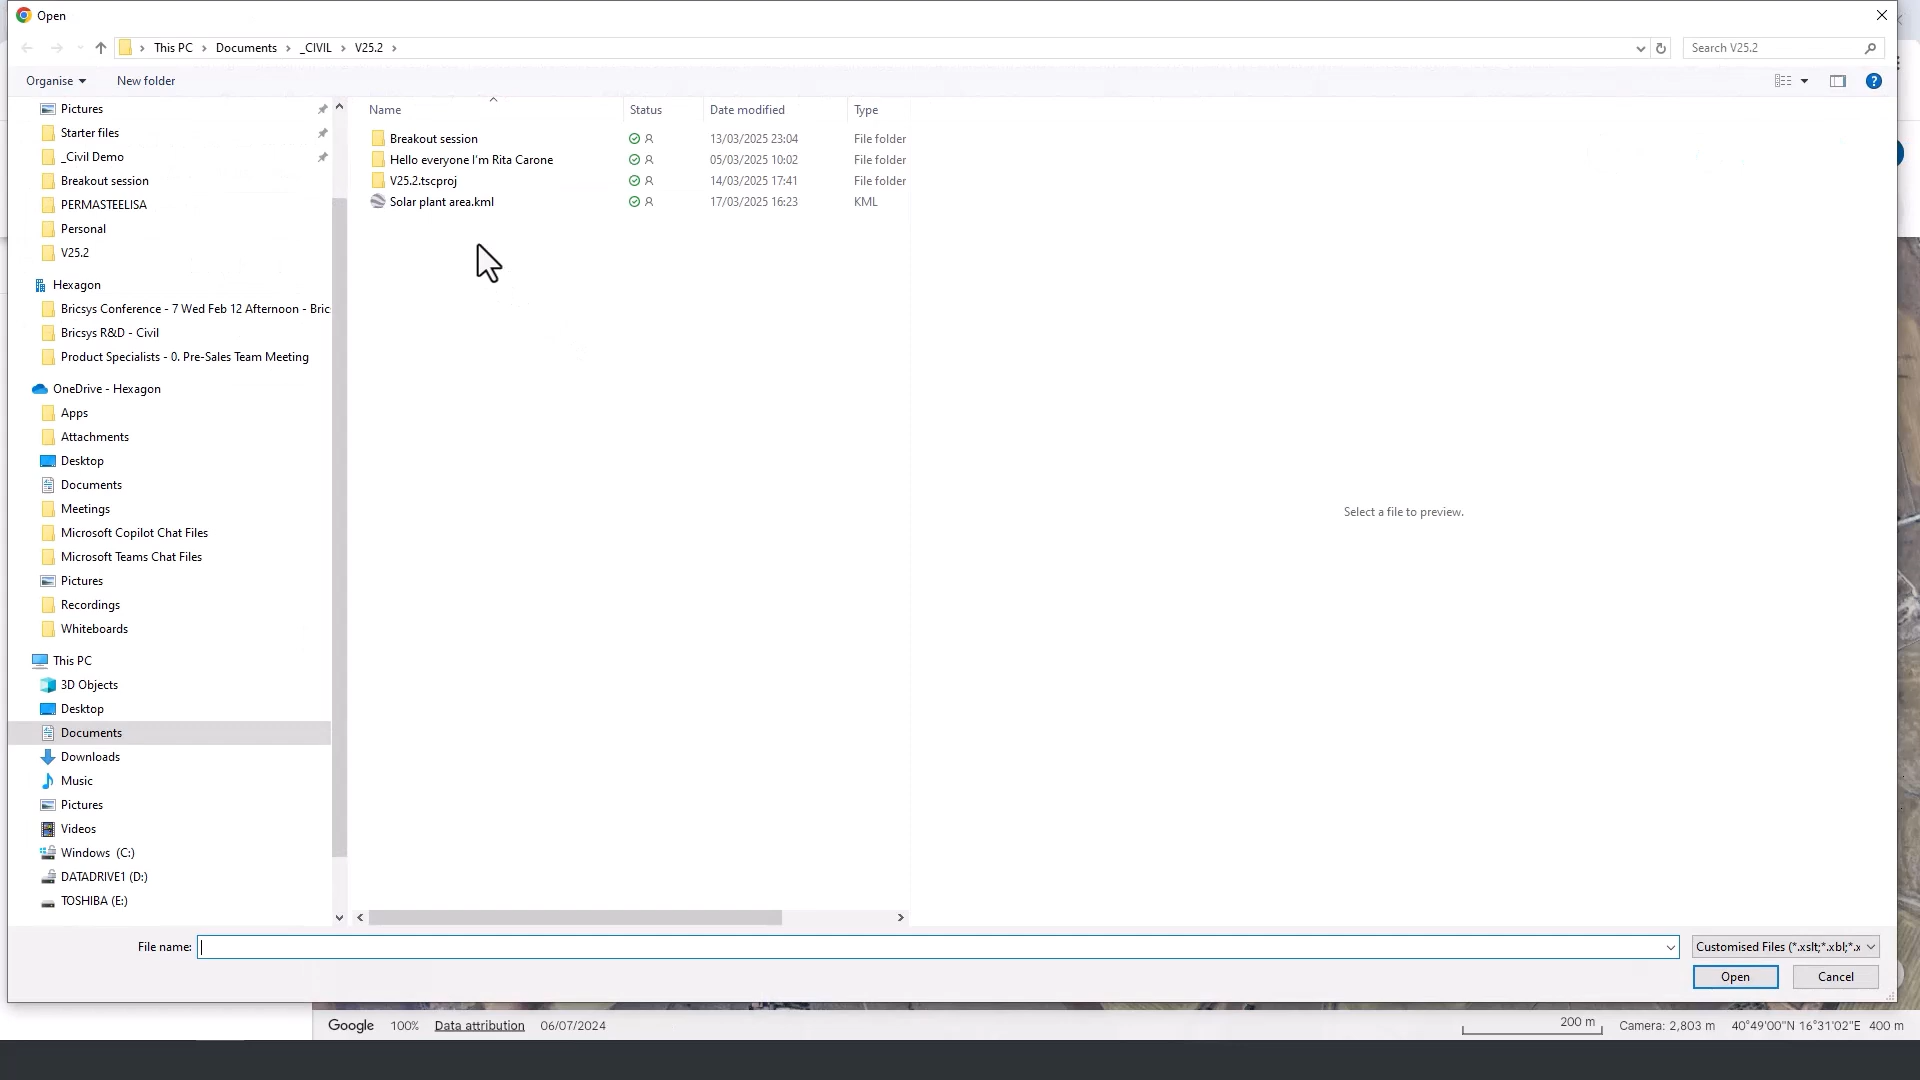 Open
This PC > Documents > _CIVIL > V25.2 >
Search V25.2
Organise
New folder
Pictures
Starter files
_Civil Demo
Breakout session
PERMASTEELISA
Personal
V25.2
Hexagon
Bricsys Conference - 7 Wed Feb 12 Afternoon - Bric
Bricsys R&D - Civil
Product Specialists - 0. Pre-Sales Team Meeting
OneDrive - Hexagon
Apps
Attachments
Desktop
Documents
Meetings
Microsoft Copilot Chat Files
Microsoft Teams Chat Files
Pictures
Recordings
Whiteboards
This PC
3D Objects
Desktop
Documents
Downloads
Music
Pictures
Videos
Windows (C:)
DATADRIVE1 (D:)
TOSHIBA (E:)
Name Status Date modified Type
Breakout session 13/03/2025 23:04 File folder
Hello everyone I'm Rita Carone 05/03/2025 10:02 File folder
V25.2.tscproj 14/03/2025 17:41 File folder
Solar plant area.kml 17/03/2025 16:23 KML
Select a file to preview.
File name:
Customised Files (*.xslt;*.xbl;*.x
Open
Cancel
Google 100% Data attribution 06/07/2024 200 m Camera: 2,803 m 40°49'00"N 16°31'02"E 400 m